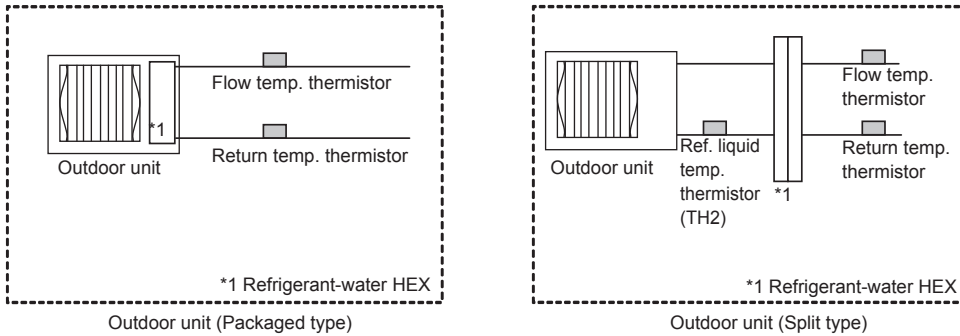 Flow temp. thermistor
*1
Return temp. thermistor
Outdoor unit
*1 Refrigerant-water HEX
Outdoor unit (Packaged type)
Flow temp.
thermistor
Outdoor unit
Ref. liquid
temp.
thermistor
(TH2)
*1
Return temp.
thermistor
*1 Refrigerant-water HEX
Outdoor unit (Split type)